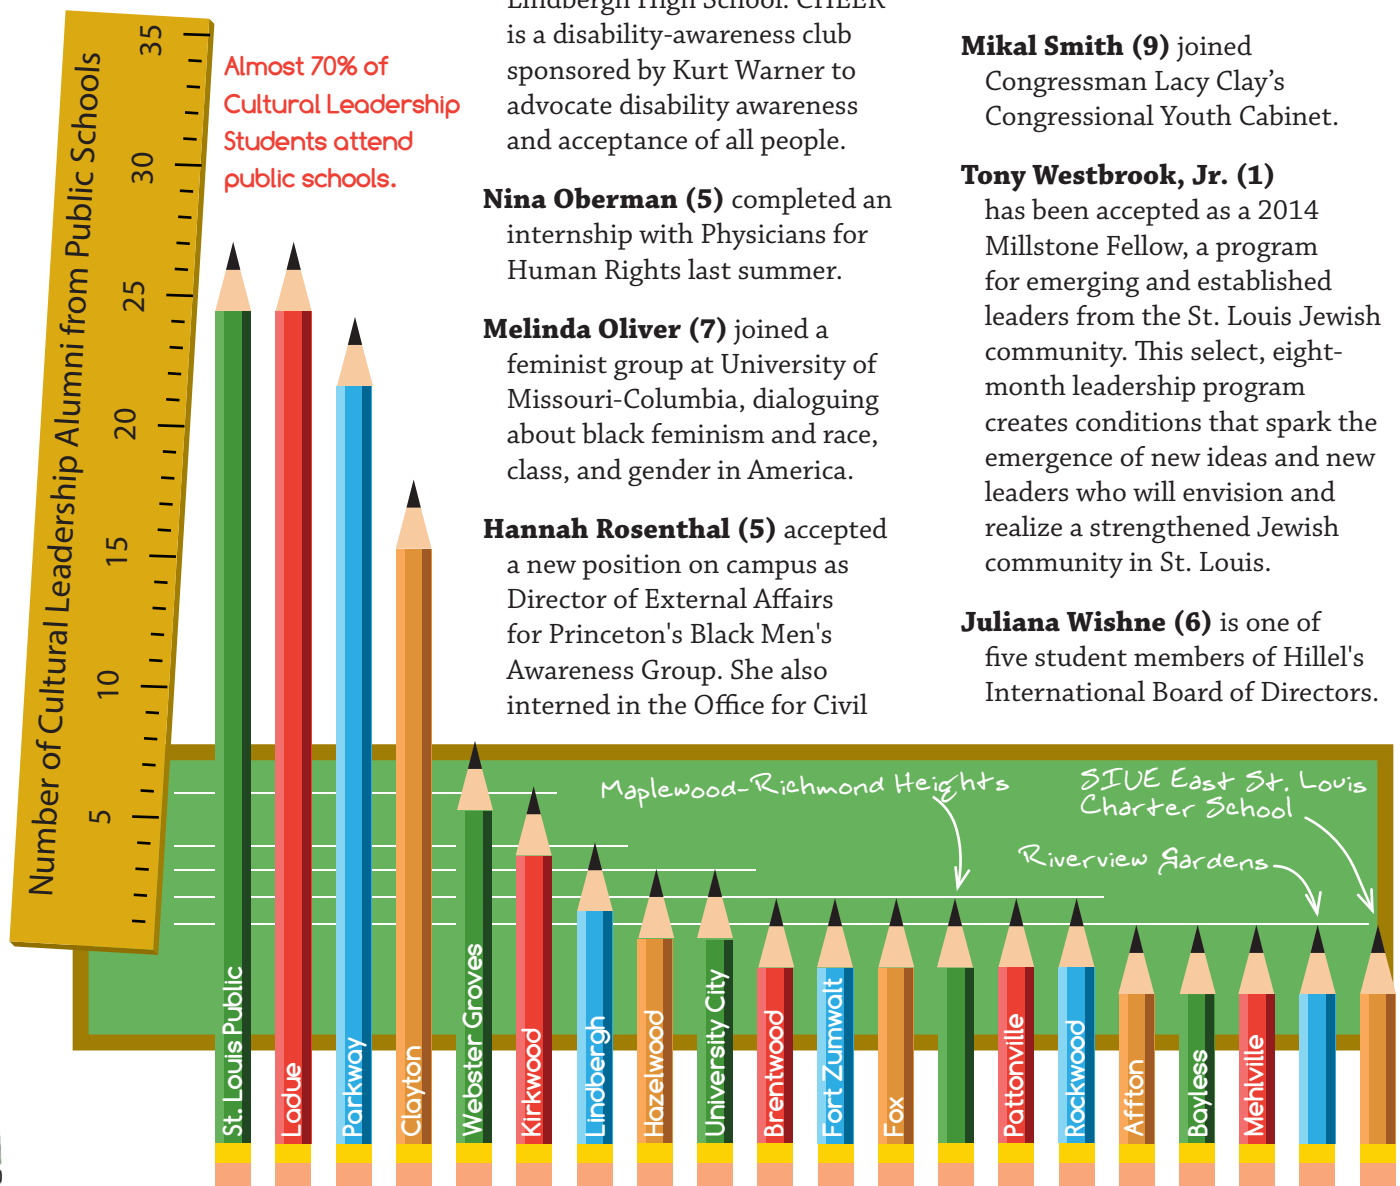 Number of Cultural Leadership Alumni from Public Schools
35
30
25
20
15
10
5
Almost 70% of
Cultural Leadership
Students attend
public schools.
Lindbergh High School. CHEER
is a disability-awareness club
sponsored by Kurt Warner to
advocate disability awareness
and acceptance of all people.
Nina Oberman (5) completed an
internship with Physicians for
Human Rights last summer.
Melinda Oliver (7) joined a
feminist group at University of
Missouri-Columbia, dialoguing
about black feminism and race,
class, and gender in America.
Hannah Rosenthal (5) accepted
a new position on campus as
Director of External Affairs
for Princeton's Black Men's
Awareness Group. She also
interned in the Office for Civil
Mikal Smith (9) joined
Congressman Lacy Clay’s
Congressional Youth Cabinet.
Tony Westbrook, Jr. (1)
has been accepted as a 2014
Millstone Fellow, a program
for emerging and established
leaders from the St. Louis Jewish
community. This select, eight-
month leadership program
creates conditions that spark the
emergence of new ideas and new
leaders who will envision and
realize a strengthened Jewish
community in St. Louis.
Juliana Wishne (6) is one of
five student members of Hillel's
International Board of Directors.
Maplewood-Richmond Heights
SIUE East St. Louis
Charter School
Riverview Gardens
St. Louis Public
Ladue
Parkway
Clayton
Webster Groves
Kirkwood
Lindbergh
Hazelwood
University City
Brentwood
Fort Zumwalt
Fox
Pattonville
Rockwood
Affton
Bayless
Mehlville